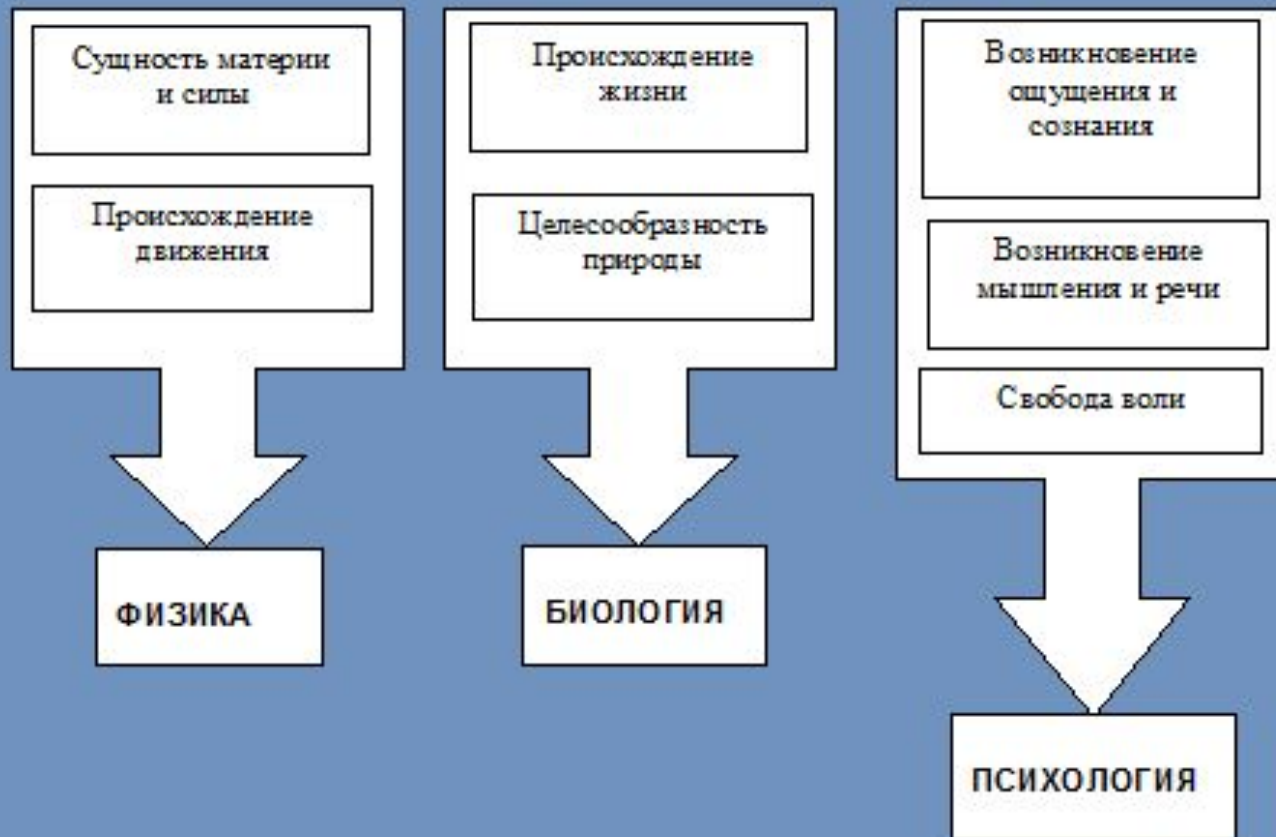 Сущность материи
и силы
Происхождение
движения
ФИЗИКА
Происхождение
жизни
Целесообразность
природы
БИОЛОГИЯ
Возникновение
ощущения и
сознания
Возникновение
мышления и речи
Свобода воли
ПСИХОЛОГИЯ